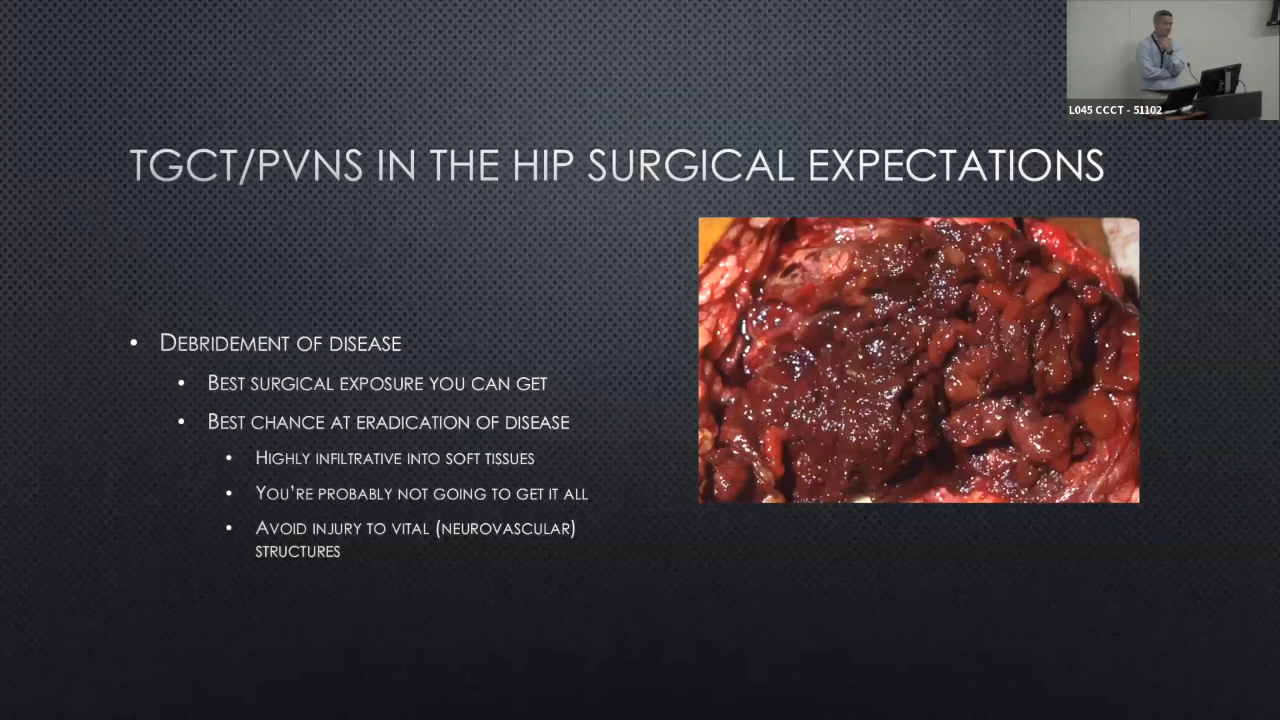 L045 CCCT - 51102
TGCT/PVNS IN THE HIP SURGICAL EXPECTATIONS
• DEBRIDEMENT OF DISEASE
• BEST SURGICAL EXPOSURE YOU CAN GET
• BEST CHANCE AT ERADICATION OF DISEASE
• HIGHLY INFILTRATIVE INTO SOFT TISSUES
• YOU'RE PROBABLY NOT GOING TO GET IT ALL
• AVOID INJURY TO VITAL (NEUROVASCULAR)
STRUCTURES